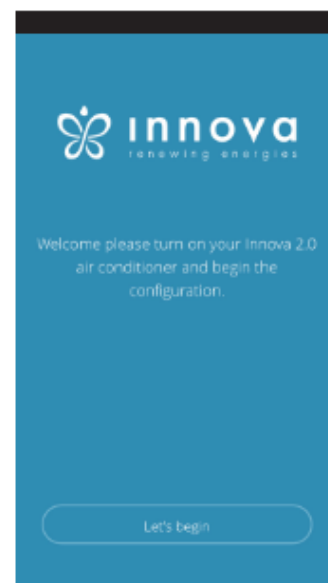 innova
renewing energies
Welcome please turn on your Innova 2.0
air conditioner and begin the
configuration.
Let's begin